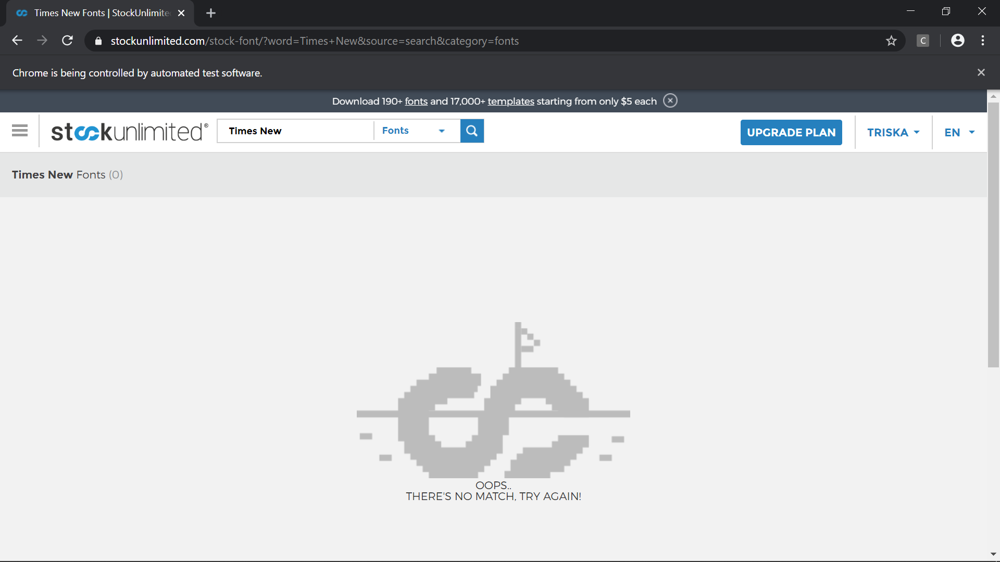 Times New Fonts | StockUnlimite
stockunlimited.com/stock-font/?word=Times+New&source=search&category=fonts
C
Chrome is being controlled by automated test software.
Download 190+ fonts and 17,000+ templates starting from only $5 each
stockunlimited®
Times New
Fonts
UPGRADE PLAN
TRISKA
EN
Times New Fonts (0)
OOPS..
THERE'S NO MATCH, TRY AGAIN!